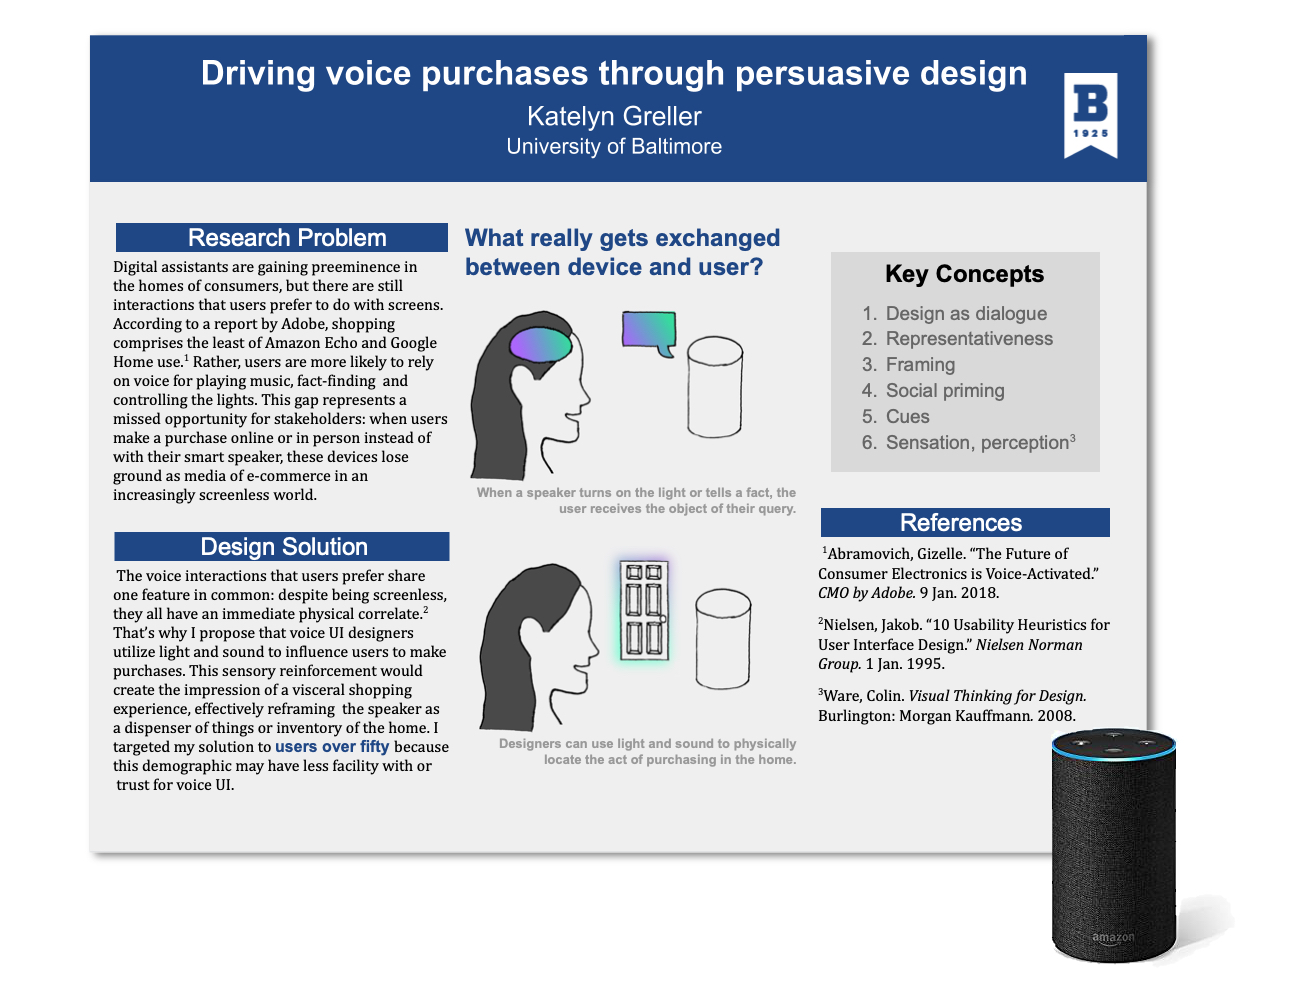 Driving voice purchases through persuasive design
Katelyn Greller
University of Baltimore
B
1925
Research Problem
Digital assistants are gaining preeminence in
the homes of consumers, but there are still
interactions that users prefer to do with screens.
According to a report by Adobe, shopping
comprises the least of Amazon Echo and Google
Home use.¹ Rather, users are more likely to rely
on voice for playing music, fact-finding and
controlling the lights. This gap represents a
missed opportunity for stakeholders: when users
make a purchase online or in person instead of
with their smart speaker, these devices lose
ground as media of e-commerce in an
increasingly screenless world.
Design Solution
The voice interactions that users prefer share
one feature in common: despite being screenless,
they all have an immediate physical correlate.²
That’s why I propose that voice UI designers
utilize light and sound to influence users to make
purchases. This sensory reinforcement would
create the impression of a visceral shopping
experience, effectively reframing the speaker as
a dispenser of things or inventory of the home. I
targeted my solution to users over fifty because
this demographic may have less facility with or
trust for voice UI.
What really gets exchanged
between device and user?
When a speaker turns on the light or tells a fact, the
user receives the object of their query.
Designers can use light and sound to physically
locate the act of purchasing in the home.
Key Concepts
1. Design as dialogue
2. Representativeness
3. Framing
4. Social priming
5. Cues
6. Sensation, perception³
References
¹Abramovich, Gizelle. “The Future of
Consumer Electronics is Voice-Activated.”
CMO by Adobe. 9 Jan. 2018.
²Nielsen, Jakob. “10 Usability Heuristics for
User Interface Design.” Nielsen Norman
Group. 1 Jan. 1995.
³Ware, Colin. Visual Thinking for Design.
Burlington: Morgan Kauffmann. 2008.
amazon